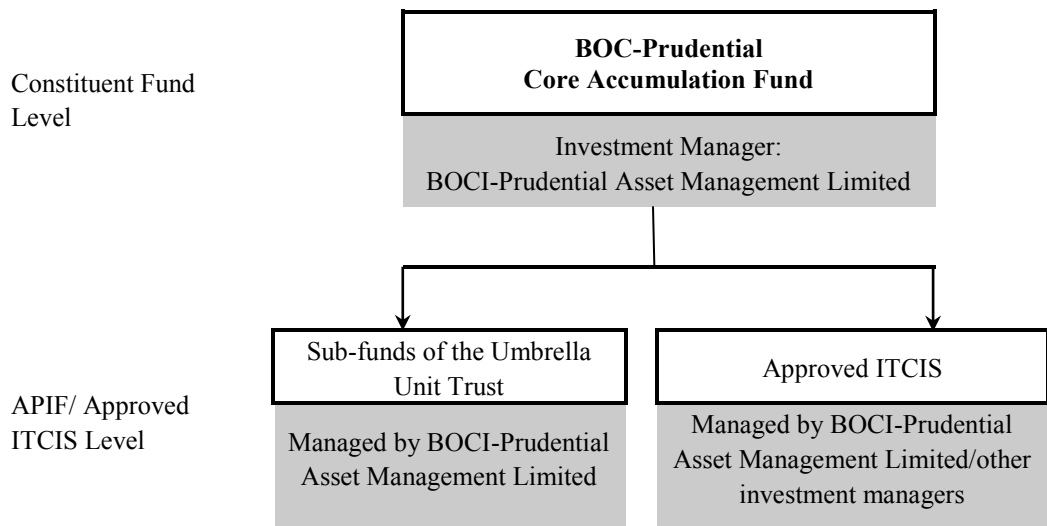 Constituent Fund
Level
BOC-Prudential
Core Accumulation Fund
Investment Manager:
BOCI-Prudential Asset Management Limited
APIF/ Approved
ITCIS Level
Sub-funds of the Umbrella
Unit Trust
Managed by BOCI-Prudential
Asset Management Limited
Approved ITCIS
Managed by BOCI-Prudential
Asset Management Limited/other
investment managers